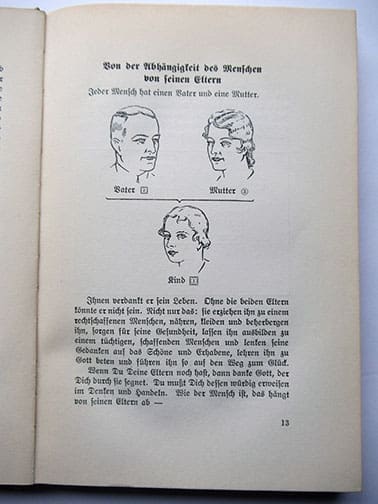 Von der Abhängigkeit des Menschen
von seinen Eltern
Jeder Mensch hat einen Vater und eine Mutter.
Vater 2
Mutter 3
Kind 1
Ihnen verdankt er sein Leben. Ohne die beiden Eltern
könnte er nicht sein. Nicht nur das: sie erziehen ihn zu einem
rechtschaffenen Menschen, nähren, kleiden und beherbergen
ihn, sorgen für seine Gesundheit, lassen ihn ausbilden zu
einem tüchtigen, schaffenden Menschen und lenken seine
Gedanken auf das Schöne und Erhabene, lehren ihn zu
Gott beten und führen ihn so auf den Weg zum Glück.
Wenn Du Deine Eltern noch hast, dann danke Gott, der
Dich durch sie segnet. Du mußt Dich dessen würdig erweisen
im Denken und Handeln. Wie der Mensch ist, das hängt
von seinen Eltern ab —
13